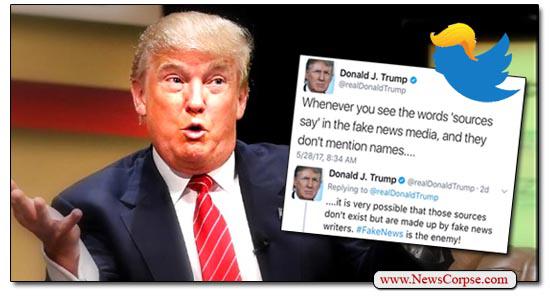 Donald J. Trump
@realDonaldTrump
Whenever you see the words 'sources
say' in the fake news media, and they
don't mention names....
5/28/17, 8:34 AM
Donald J. Trump @realDonaldTrump · 2d
Replying to @realDonaldTrump
....it is very possible that those sources
don't exist but are made up by fake news
writers. #FakeNews is the enemy!
www.NewsCorpse.com